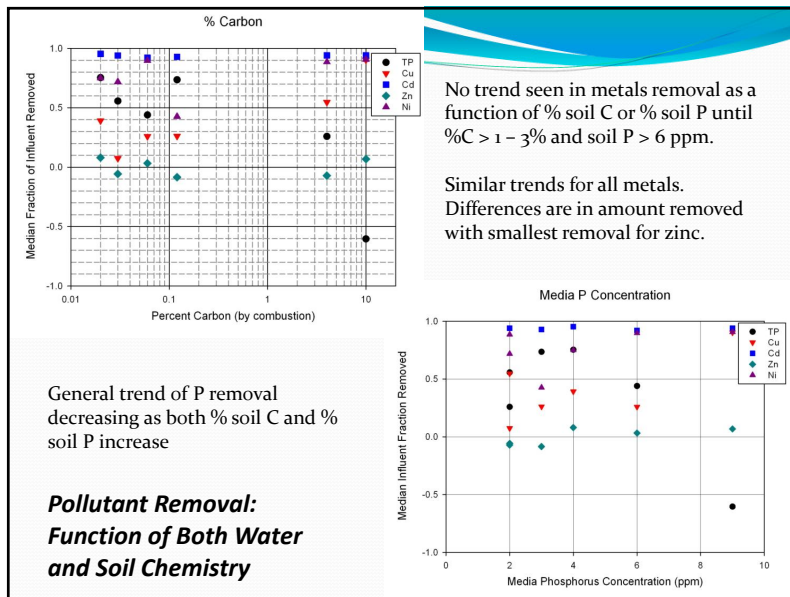 % Carbon
1.0
0.5
0.0
-0.5
-1.0
Median Fraction of Influent Removed
0.01
0.1
1
10
Percent Carbon (by combustion)
TP
Cu
Cd
Zn
Ni
No trend seen in metals removal as a
function of % soil C or % soil P until
%C > 1 – 3% and soil P > 6 ppm.
Similar trends for all metals.
Differences are in amount removed
with smallest removal for zinc.
General trend of P removal
decreasing as both % soil C and %
soil P increase
Pollutant Removal:
Function of Both Water
and Soil Chemistry
Media P Concentration
1.0
0.5
0.0
-0.5
-1.0
Median Influent Fraction Removed
0
2
4
6
8
10
Media Phosphorus Concentration (ppm)
TP
Cu
Cd
Zn
Ni